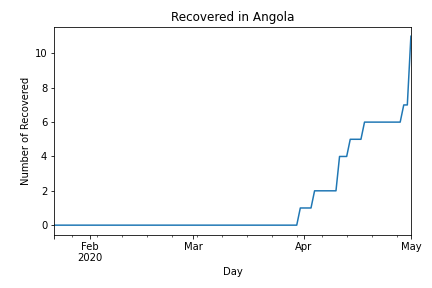 Recovered in Angola
Number of Recovered
10
8
6
4
2
0
Feb
2020
Mar
Apr
May
Day